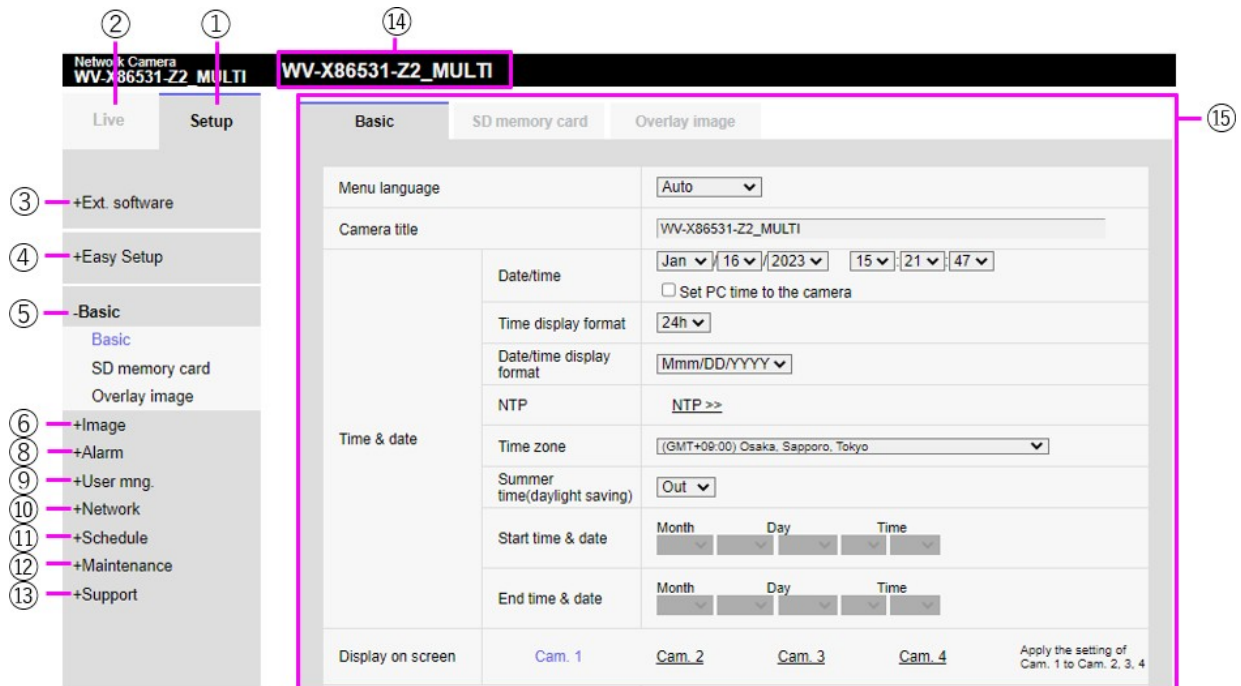 ② ① ⑭
Network Camera
WV-X86531-Z2_MULTI
WV-X86531-Z2_MULTI
Live Setup
Basic SD memory card Overlay image
⑮
③ +Ext. software
④ +Easy Setup
⑤ -Basic
Basic
SD memory card
Overlay image
⑥ +Image
⑧ +Alarm
⑨ +User mng.
⑩ +Network
⑪ +Schedule
⑫ +Maintenance
⑬ +Support
Menu language Auto
Camera title WV-X86531-Z2_MULTI
Time & date
Date/time Jan / 16 / 2023 15 : 21 : 47
Set PC time to the camera
Time display format 24h
Date/time display
format
Mmm/DD/YYYY
NTP NTP >>
Time zone (GMT+09:00) Osaka, Sapporo, Tokyo
Summer
time(daylight saving)
Out
Start time & date
Month Day Time
End time & date
Month Day Time
Display on screen Cam. 1 Cam. 2 Cam. 3 Cam. 4
Apply the setting of
Cam. 1 to Cam. 2, 3, 4